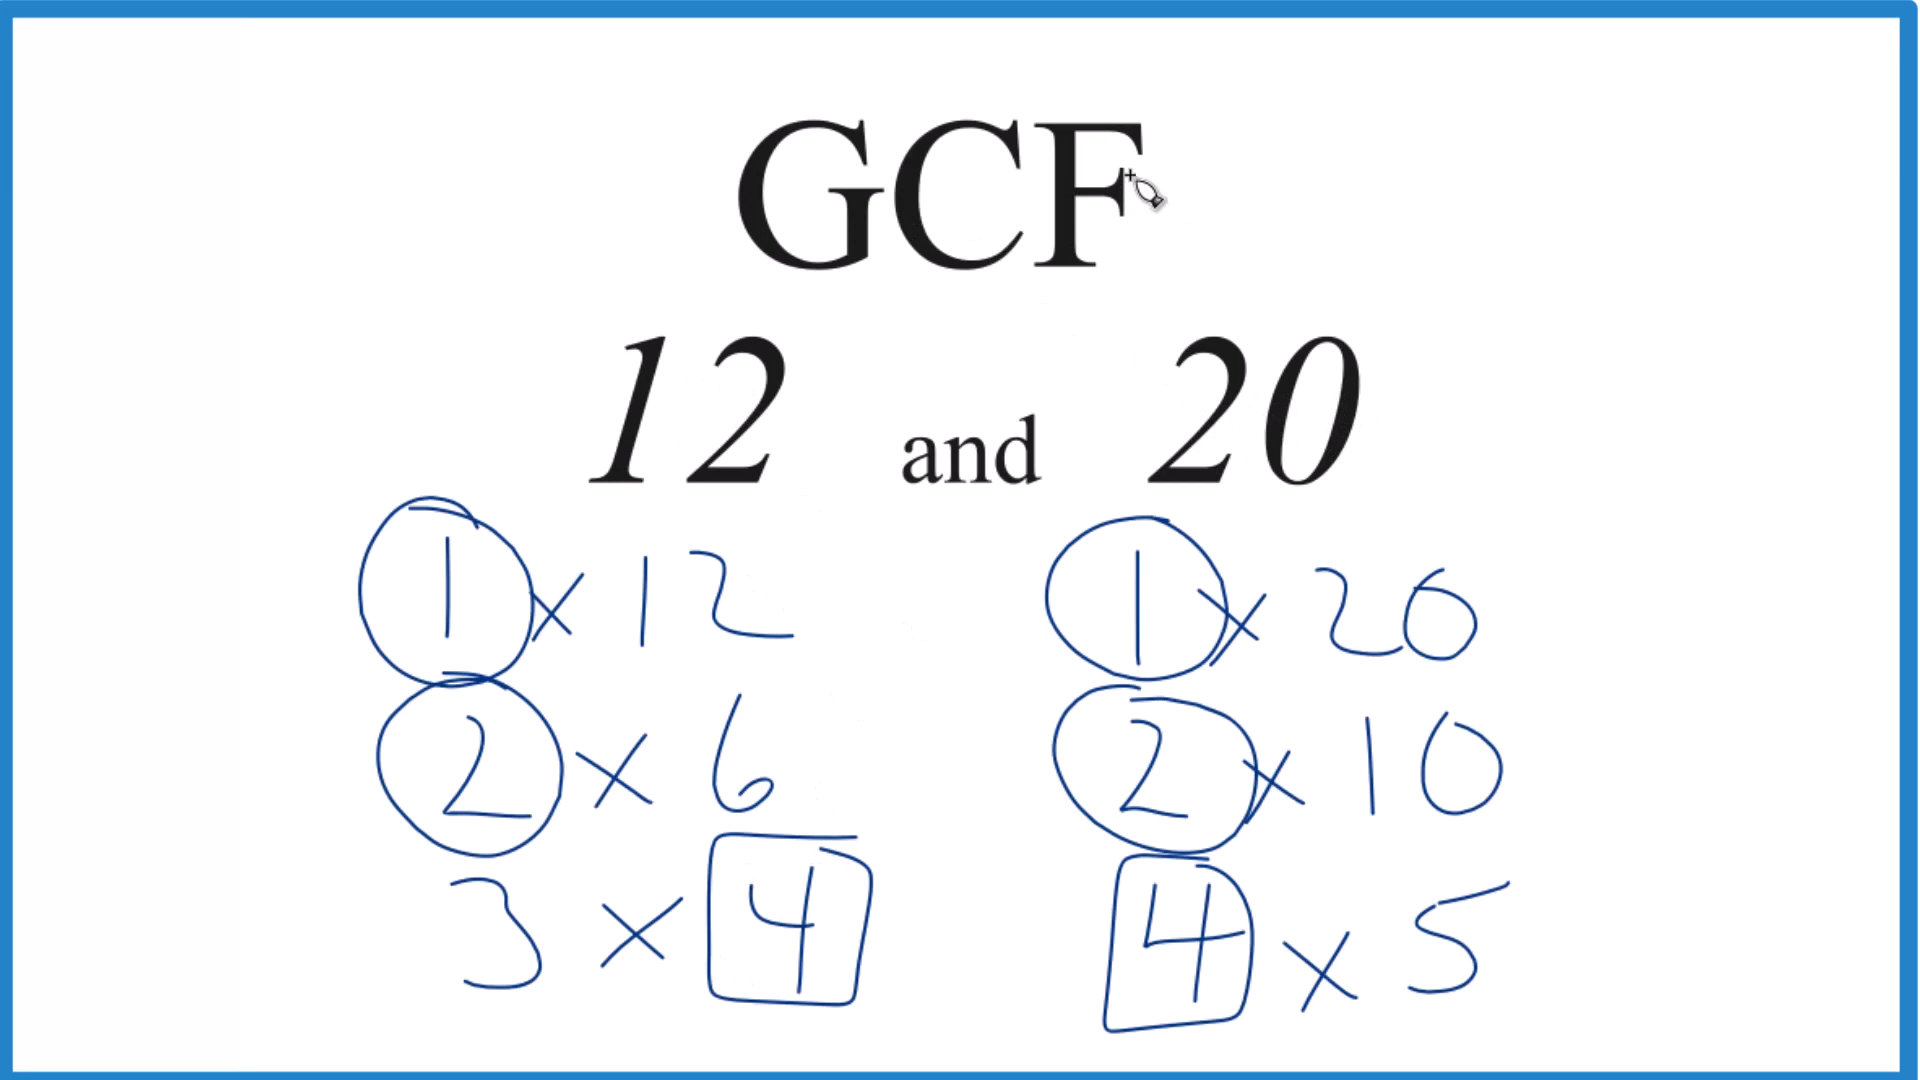 GCF
12 and 20
1 x 12 1 x 20
2 x 6 2 x 10
3 x 4 4 x 5